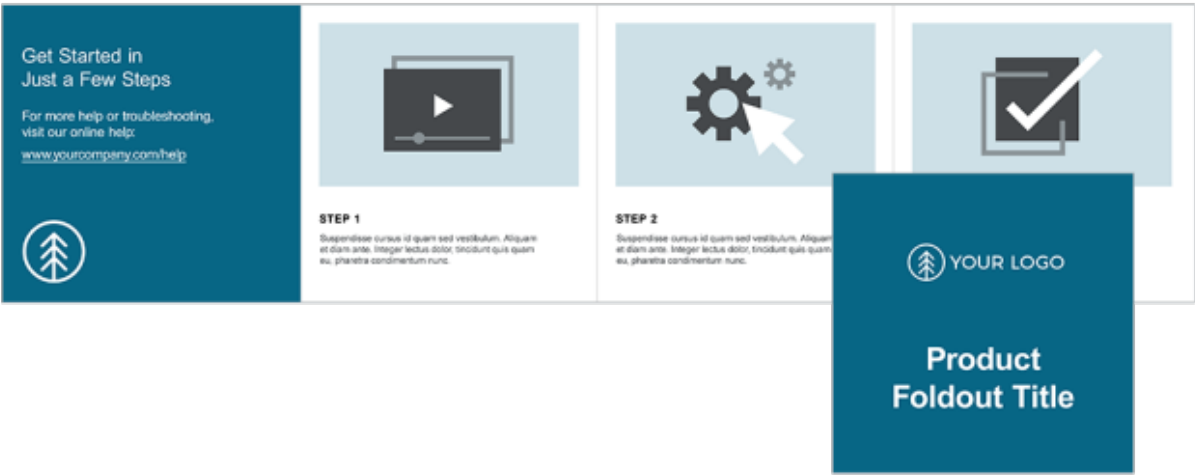 Get Started in
Just a Few Steps
For more help or troubleshooting,
visit our online help:
www.yourcompany.com/help
STEP 1
Suspendisse cursus id quam sed vestibulum. Aliquam
et diam ante. Integer lectus dolor, tincidunt quis quam
eu, pharetra condimentum nunc.
STEP 2
Suspendisse cursus id quam sed vestibulum. Aliquam
et diam ante. Integer lectus dolor, tincidunt quis quam
eu, pharetra condimentum nunc.
YOUR LOGO
Product
Foldout Title